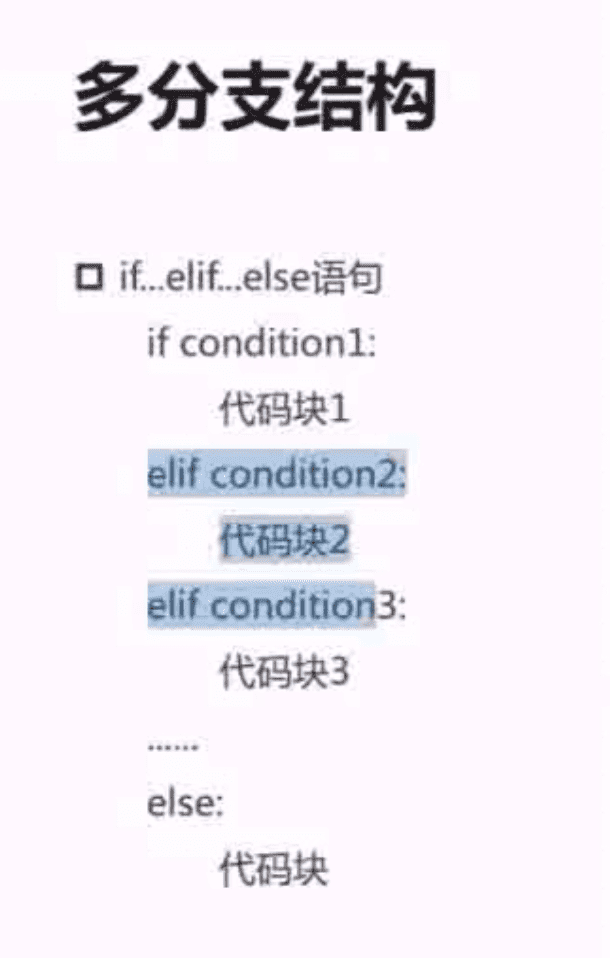 多分支结构
if...elif...else语句
if condition1:
代码块1
elif condition2:
代码块2
elif condition3:
代码块3
......
else:
代码块